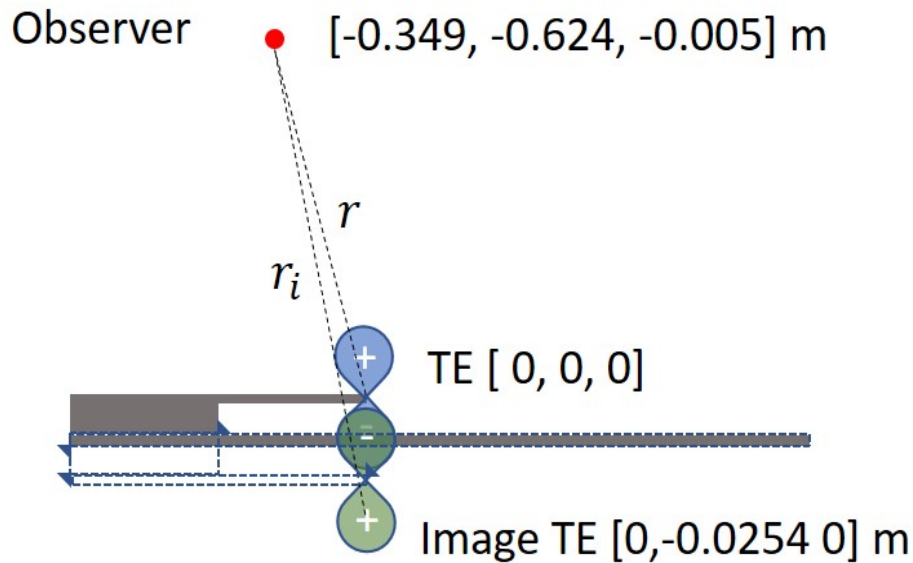 Observer [-0.349, -0.624, -0.005] m
r
r_i
+
TE [ 0, 0, 0]
-
-
+
Image TE [0,-0.0254 0] m